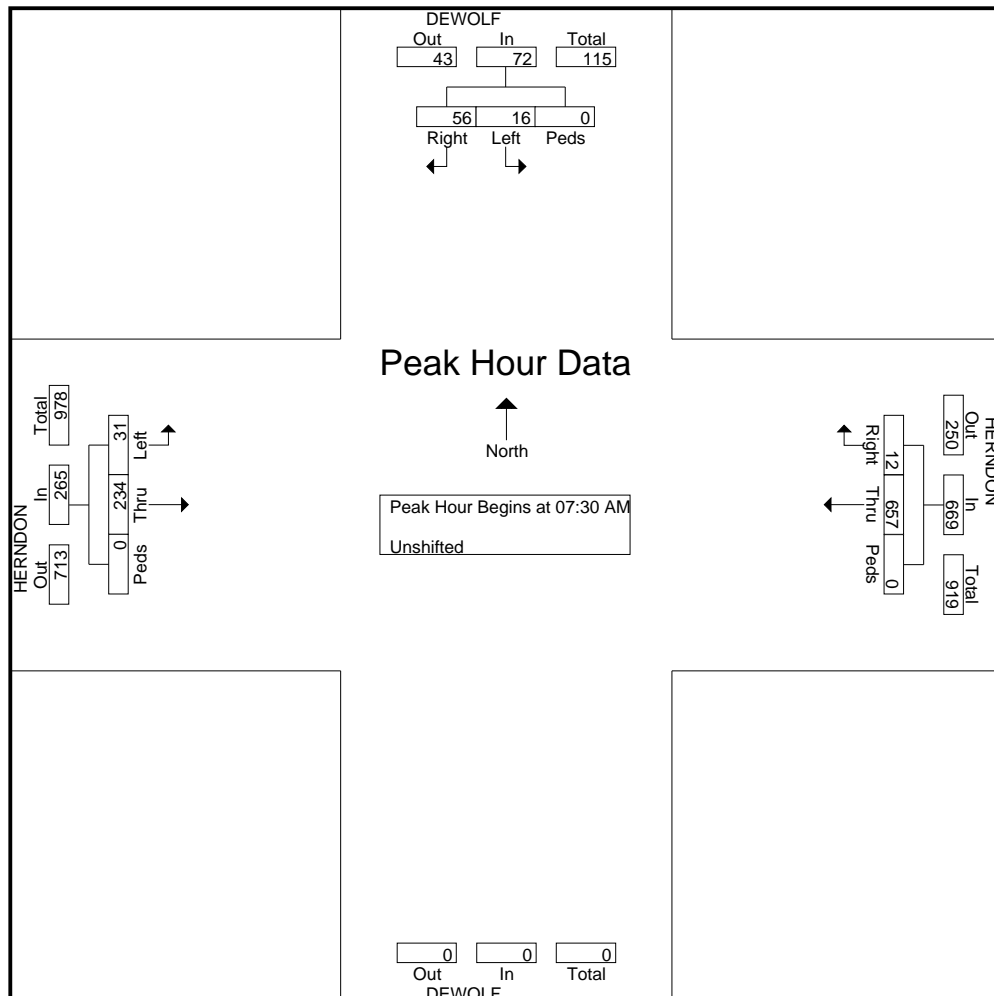 DEWOLF
Out In Total
43 72 115
56 16 0
Right Left Peds
Peak Hour Data
North
Peak Hour Begins at 07:30 AM
Unshifted
HERNDON
Total In Out
978 265 713
31 234 0
Left Thru Peds
HERNDON
Out In Total
250 669 919
12 657 0
Right Thru Peds
0 0 0
Out In Total
DEWOLF